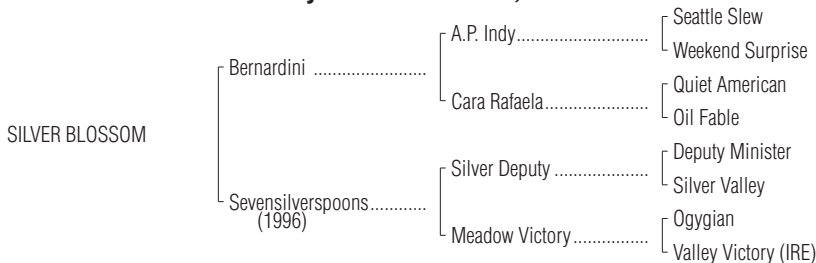 Seattle Slew
A.P. Indy..............................
Weekend Surprise
Bernardini ........................
Quiet American
Cara Rafaela.......................
Oil Fable
SILVER BLOSSOM
Deputy Minister
Silver Deputy ....................
Silver Valley
Sevensilverspoons............
(1996)
Ogygian
Meadow Victory................
Valley Victory (IRE)